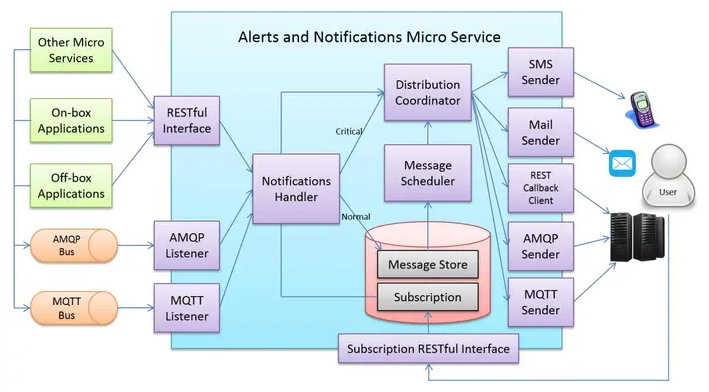 Alerts and Notifications Micro Service
Other Micro
Services
On-box
Applications
Off-box
Applications
AMQP
Bus
MQTT
Bus
RESTful
Interface
AMQP
Listener
MQTT
Listener
Notifications
Handler
Critical
Normal
Distribution
Coordinator
Message
Scheduler
Message Store
Subscription
Subscription RESTful Interface
SMS
Sender
Mail
Sender
REST
Callback
Client
AMQP
Sender
MQTT
Sender
User